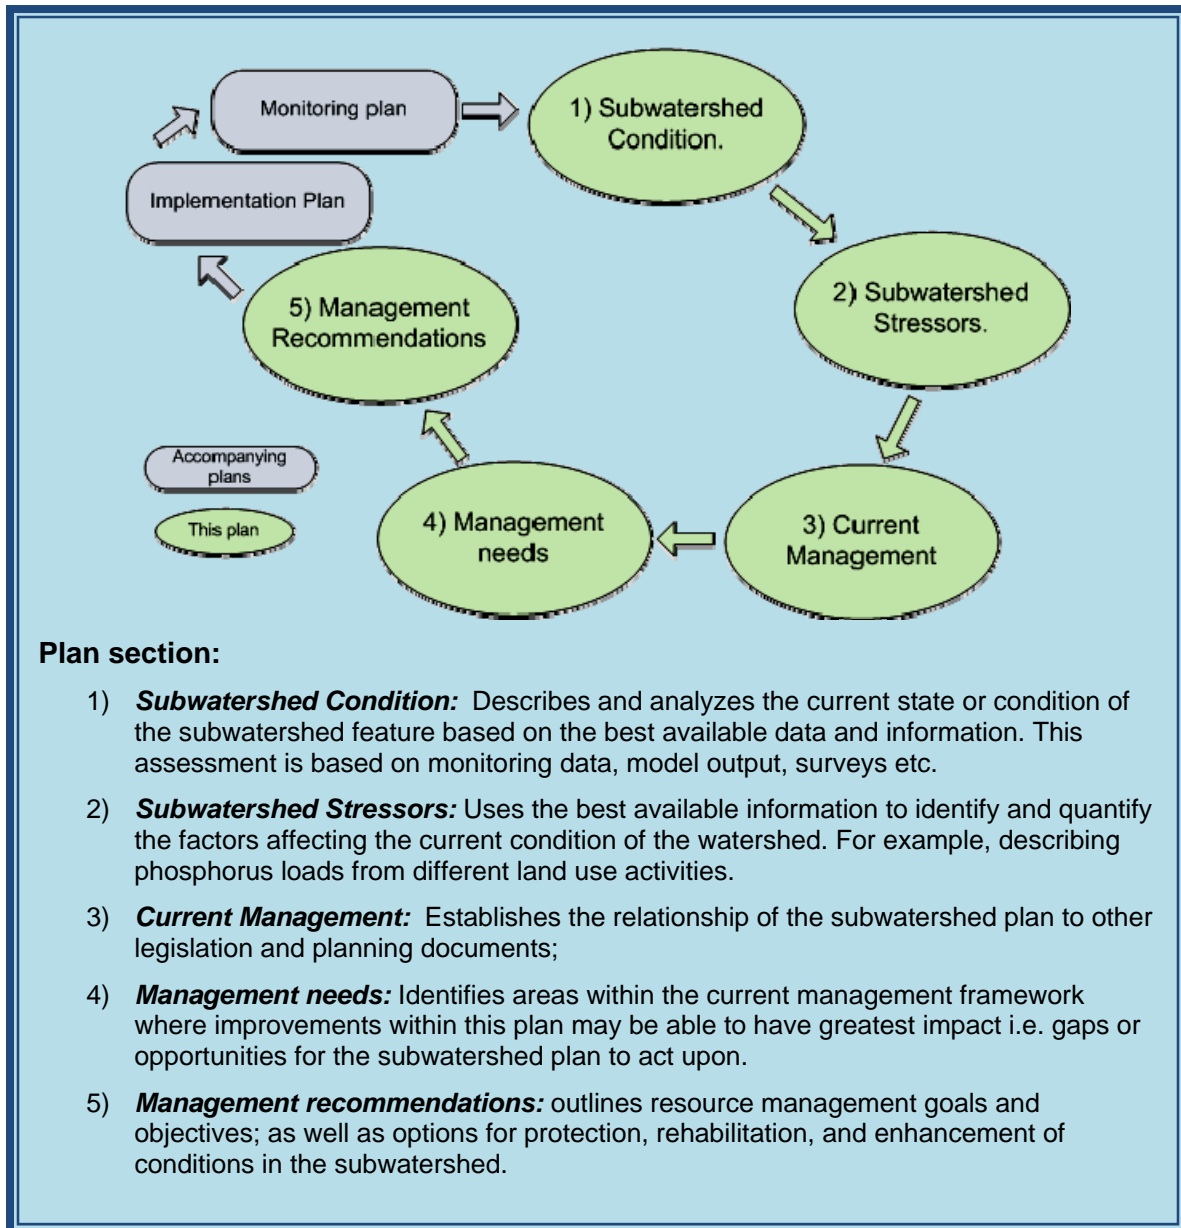 Monitoring plan
1) Subwatershed
Condition.
Implementation Plan
2) Subwatershed
Stressors.
5) Management
Recommendations
Accompanying
plans
This plan
4) Management
needs
3) Current
Management
Plan section:
1) Subwatershed Condition: Describes and analyzes the current state or condition of
the subwatershed feature based on the best available data and information. This
assessment is based on monitoring data, model output, surveys etc.
2) Subwatershed Stressors: Uses the best available information to identify and quantify
the factors affecting the current condition of the watershed. For example, describing
phosphorus loads from different land use activities.
3) Current Management: Establishes the relationship of the subwatershed plan to other
legislation and planning documents;
4) Management needs: Identifies areas within the current management framework
where improvements within this plan may be able to have greatest impact i.e. gaps or
opportunities for the subwatershed plan to act upon.
5) Management recommendations: outlines resource management goals and
objectives; as well as options for protection, rehabilitation, and enhancement of
conditions in the subwatershed.